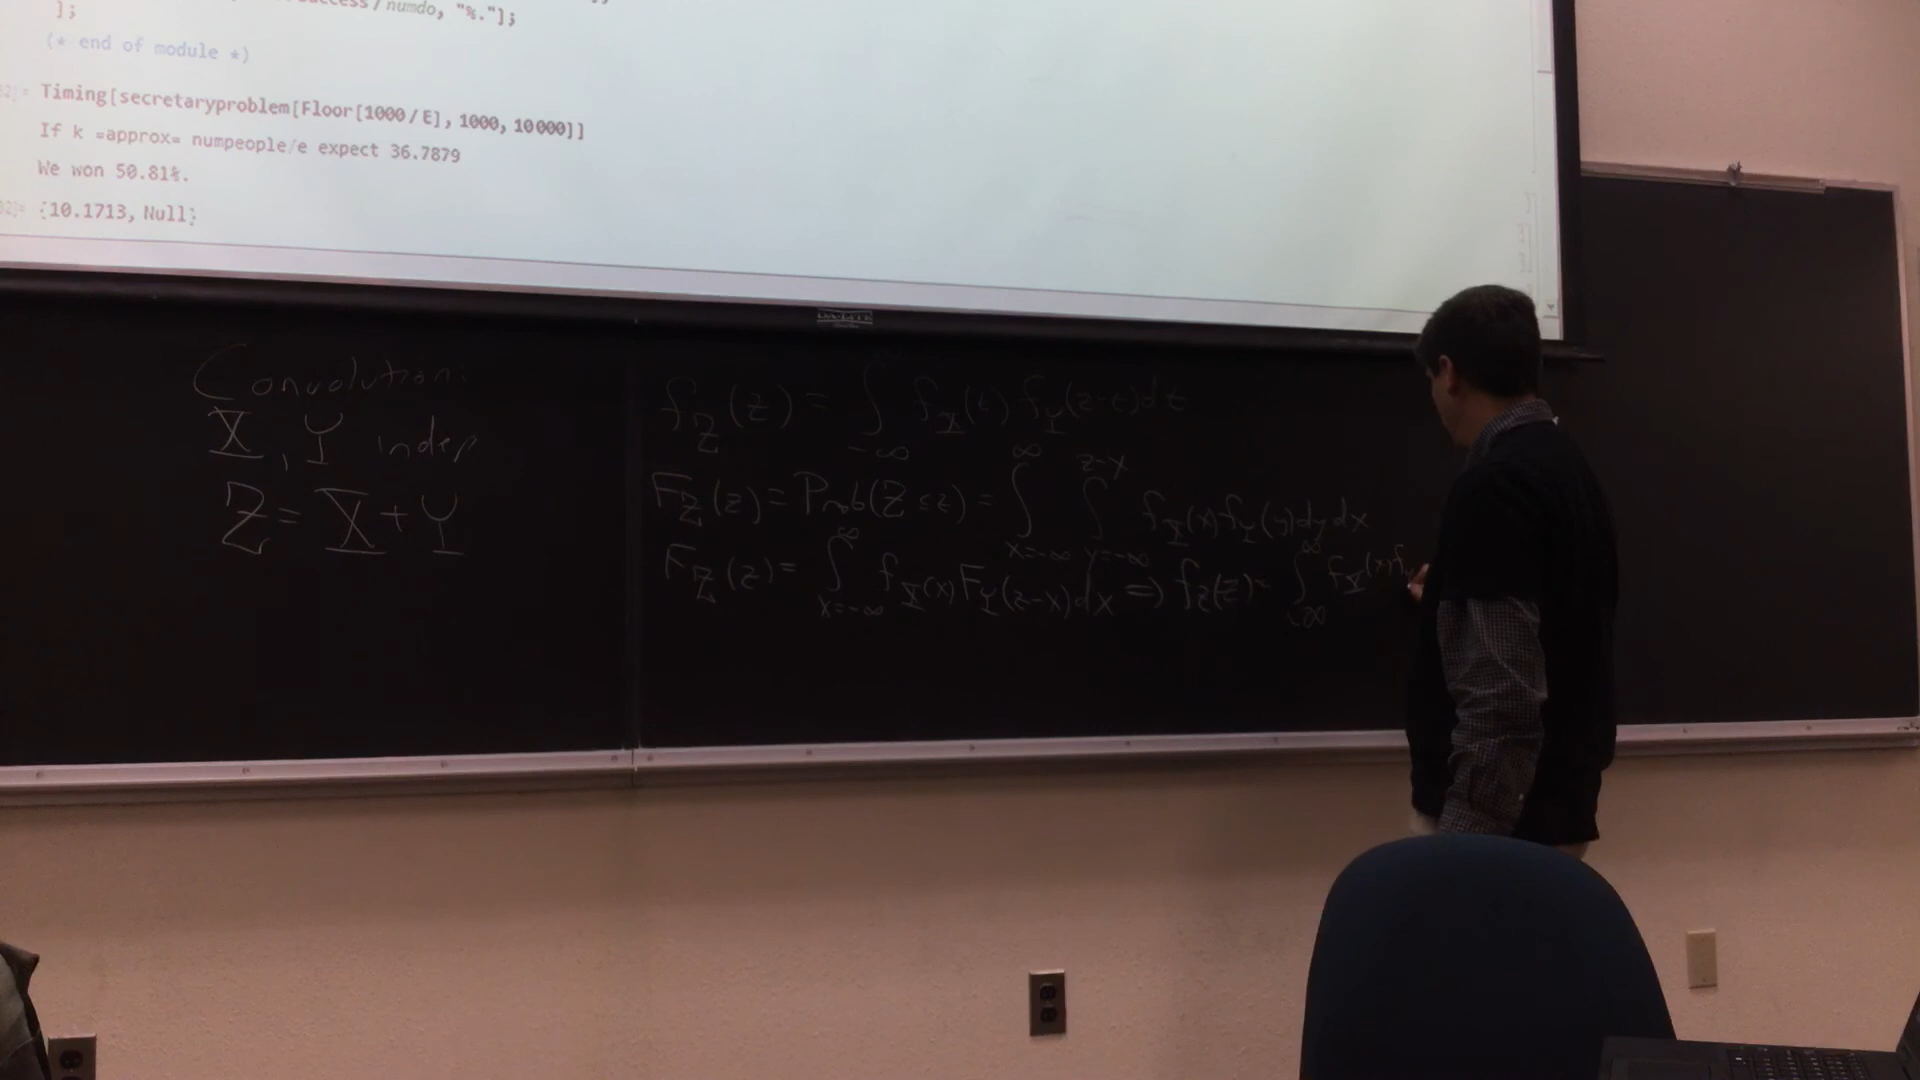 success / numdo, "%."];
];
(* end of module *)
Timing[secretaryproblem[Floor[1000 / E], 1000, 10000]]
If k =approx= numpeople/e expect 36.7879
We won 50.81%.
{10.1713, Null}
Convolution:
X, Y indep
Z = X + Y
f_Z(z) = ∫_{-∞} f_X(t) f_Y(z-t) dt
F_Z(z) = Prob(Z ≤ z) = ∫_{x=-∞}^{∞} ∫_{y=-∞}^{z-x} f_X(x) f_Y(y) dy dx
F_Z(z) = ∫_{x=-∞}^{∞} f_X(x) F_Y(z-x) dx => f_Z(z) = ∫_{-∞}^{∞} f_X(x) f